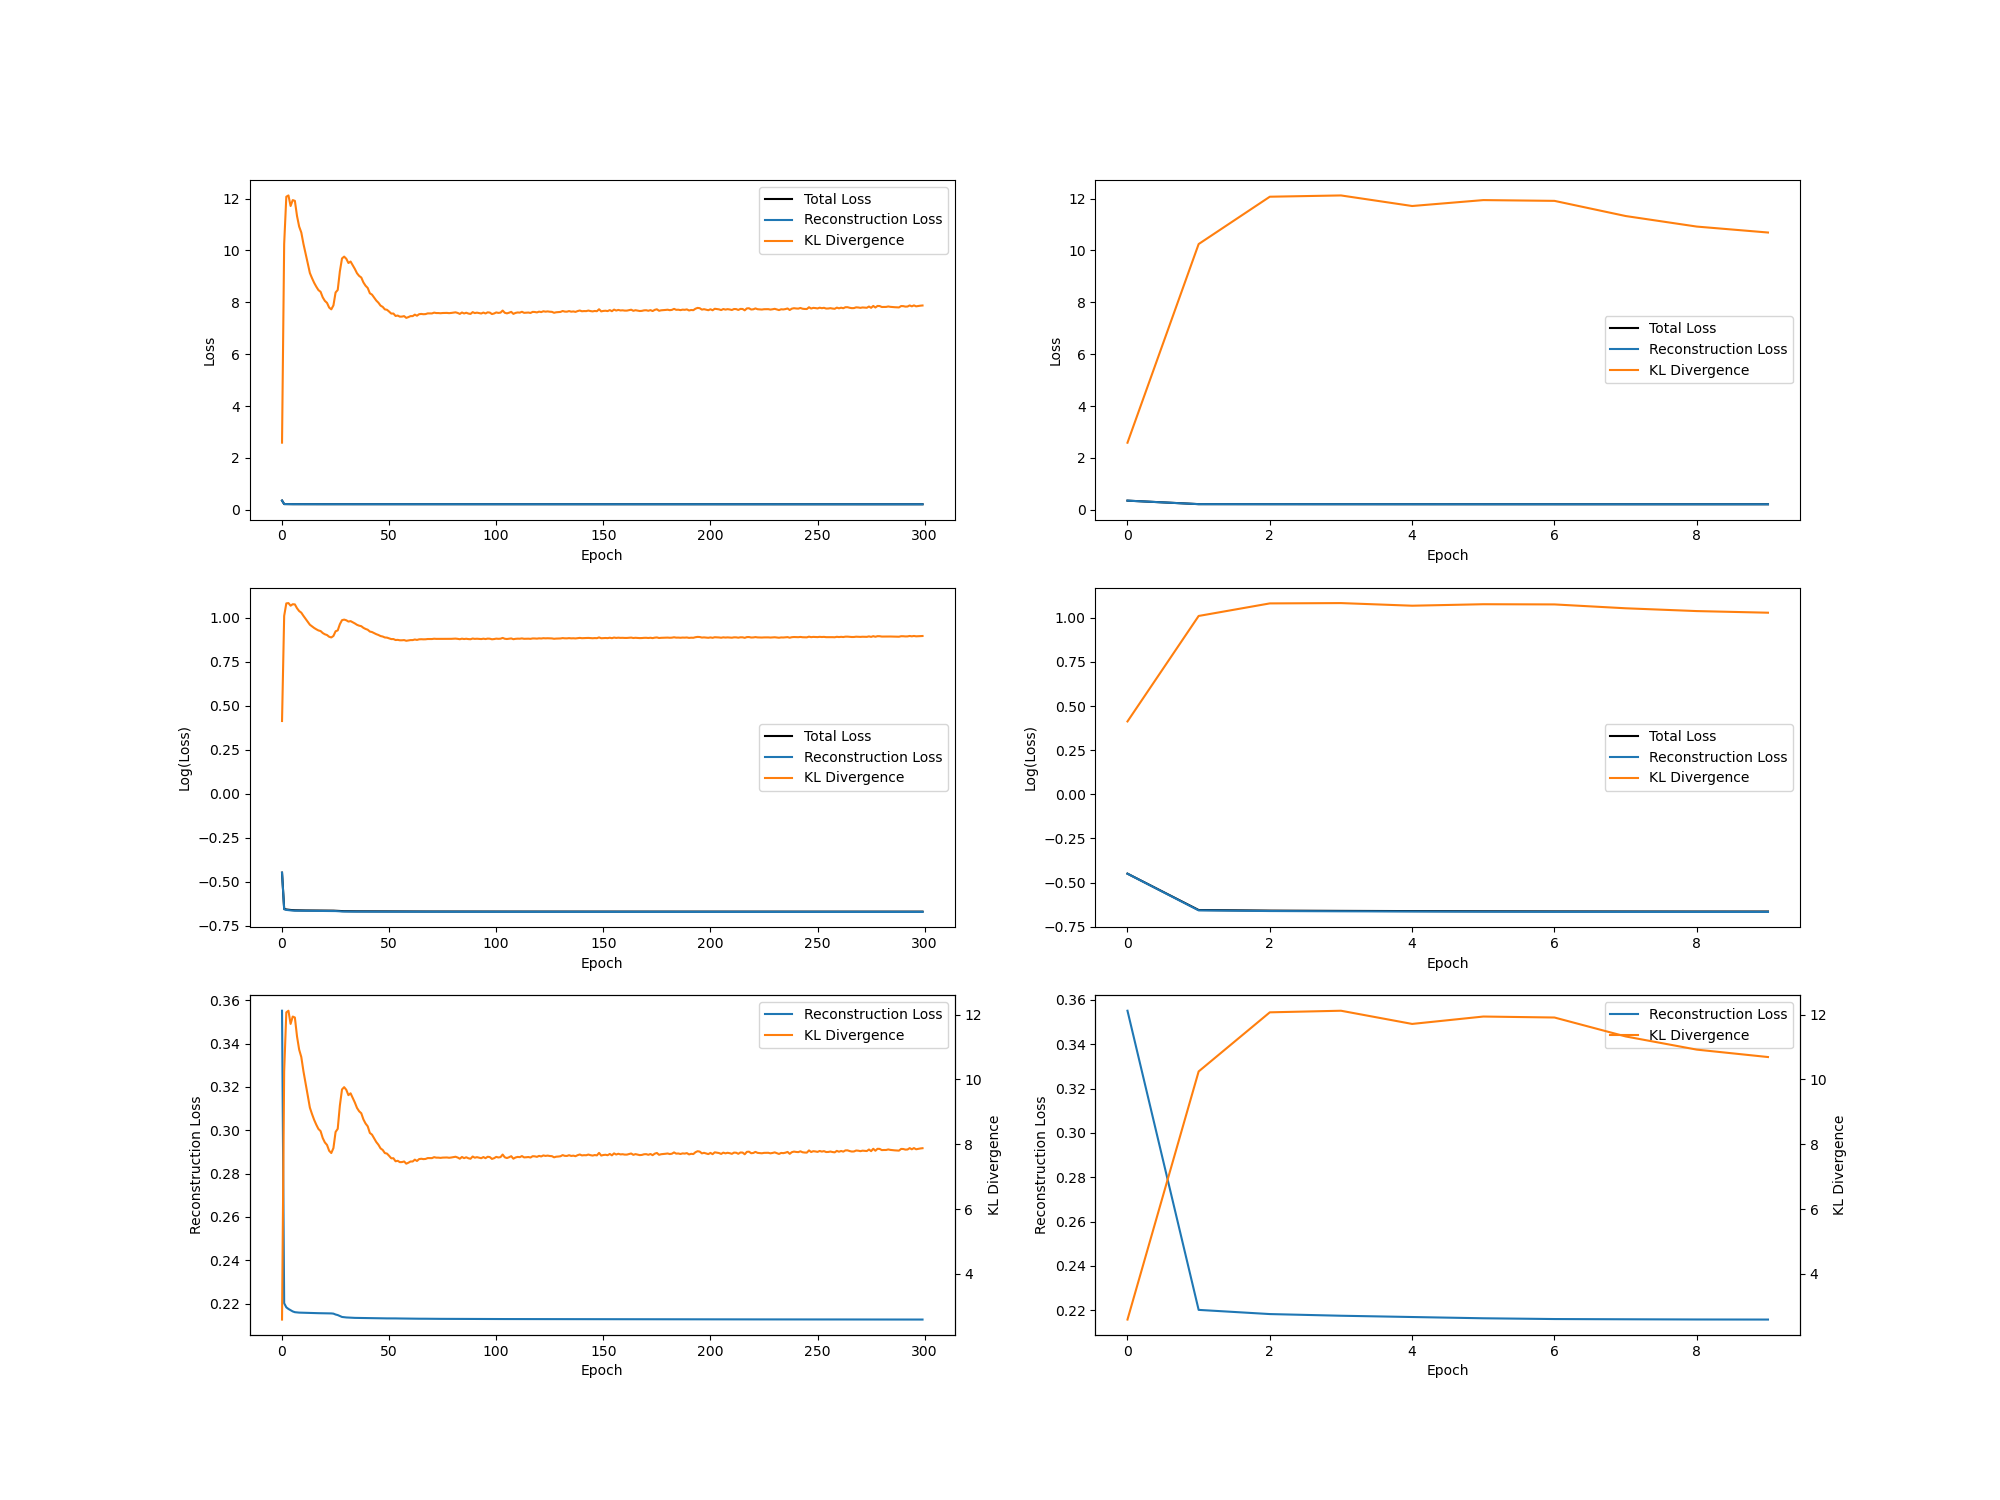 12
10
8
6
4
2
0
Loss
0 50 100 150 200 250 300
Epoch
Total Loss
Reconstruction Loss
KL Divergence
12
10
8
6
4
2
0
Loss
0 2 4 6 8
Epoch
Total Loss
Reconstruction Loss
KL Divergence
1.00
0.75
0.50
0.25
0.00
−0.25
−0.50
−0.75
Log(Loss)
0 50 100 150 200 250 300
Epoch
Total Loss
Reconstruction Loss
KL Divergence
1.00
0.75
0.50
0.25
0.00
−0.25
−0.50
−0.75
Log(Loss)
0 2 4 6 8
Epoch
Total Loss
Reconstruction Loss
KL Divergence
0.36
0.34
0.32
0.30
0.28
0.26
0.24
0.22
Reconstruction Loss
0 50 100 150 200 250 300
Epoch
Reconstruction Loss
KL Divergence
12
10
8
6
4
KL Divergence
0.36
0.34
0.32
0.30
0.28
0.26
0.24
0.22
Reconstruction Loss
0 2 4 6 8
Epoch
Reconstruction Loss
KL Divergence
12
10
8
6
4
KL Divergence